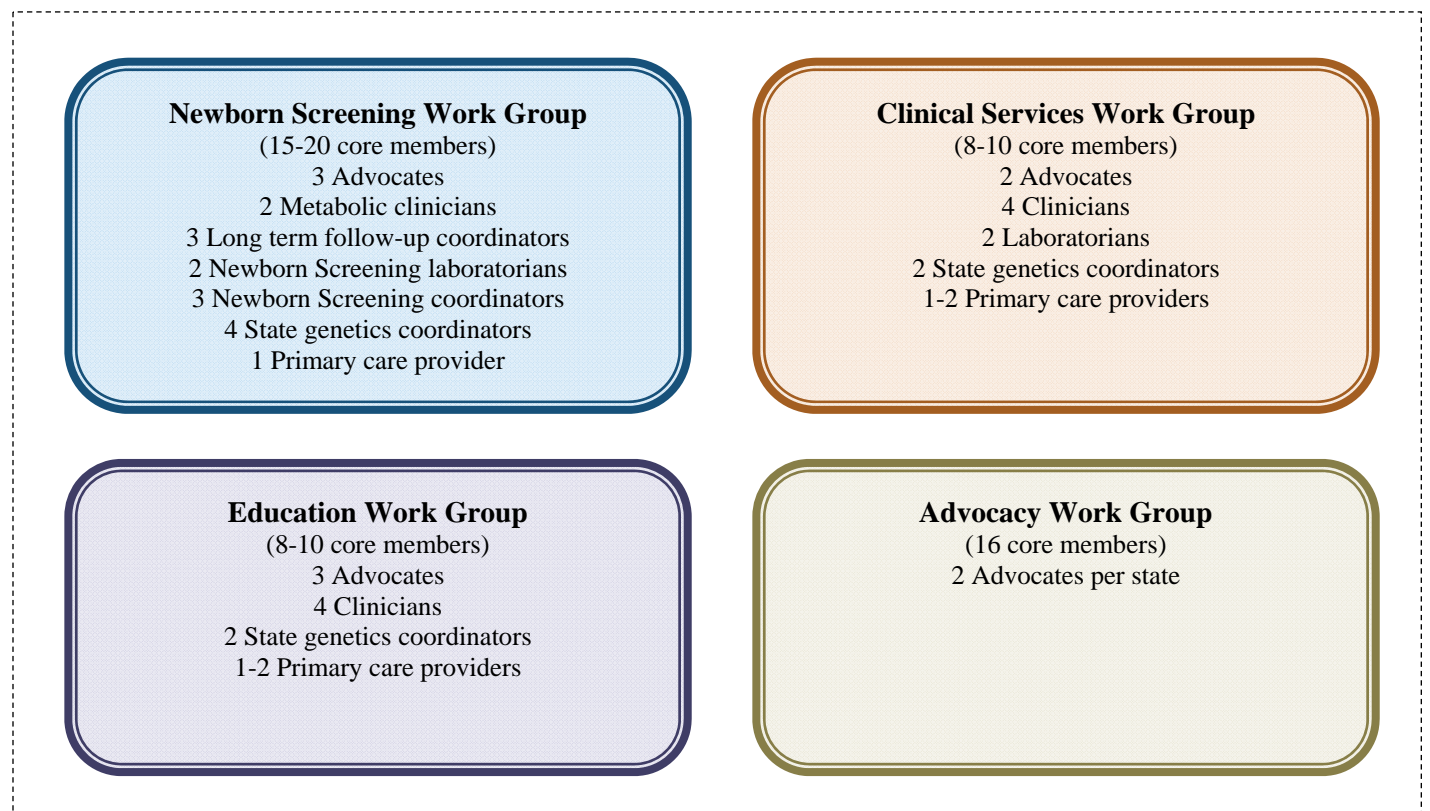 Newborn Screening Work Group
(15-20 core members)
3 Advocates
2 Metabolic clinicians
3 Long term follow-up coordinators
2 Newborn Screening laboratorians
3 Newborn Screening coordinators
4 State genetics coordinators
1 Primary care provider
Clinical Services Work Group
(8-10 core members)
2 Advocates
4 Clinicians
2 Laboratorians
2 State genetics coordinators
1-2 Primary care providers
Education Work Group
(8-10 core members)
3 Advocates
4 Clinicians
2 State genetics coordinators
1-2 Primary care providers
Advocacy Work Group
(16 core members)
2 Advocates per state